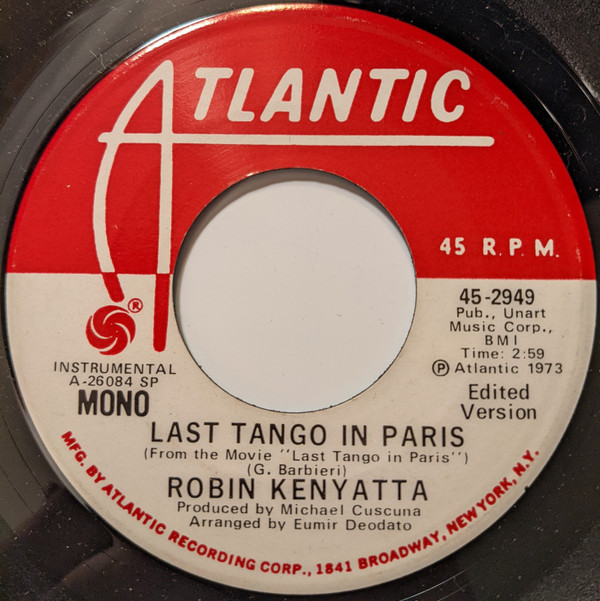 ATLANTIC
45 R.P.M.
®
45-2949
Pub., Unart
Music Corp.,
BMI
Time: 2:59
Ⓟ Atlantic 1973
Edited
Version
INSTRUMENTAL
A-26084 SP
MONO
LAST TANGO IN PARIS
(From the Movie "Last Tango in Paris")
(G. Barbieri)
ROBIN KENYATTA
Produced by Michael Cuscuna
Arranged by Eumir Deodato
MFG. BY ATLANTIC RECORDING CORP., 1841 BROADWAY, NEW YORK, N.Y.